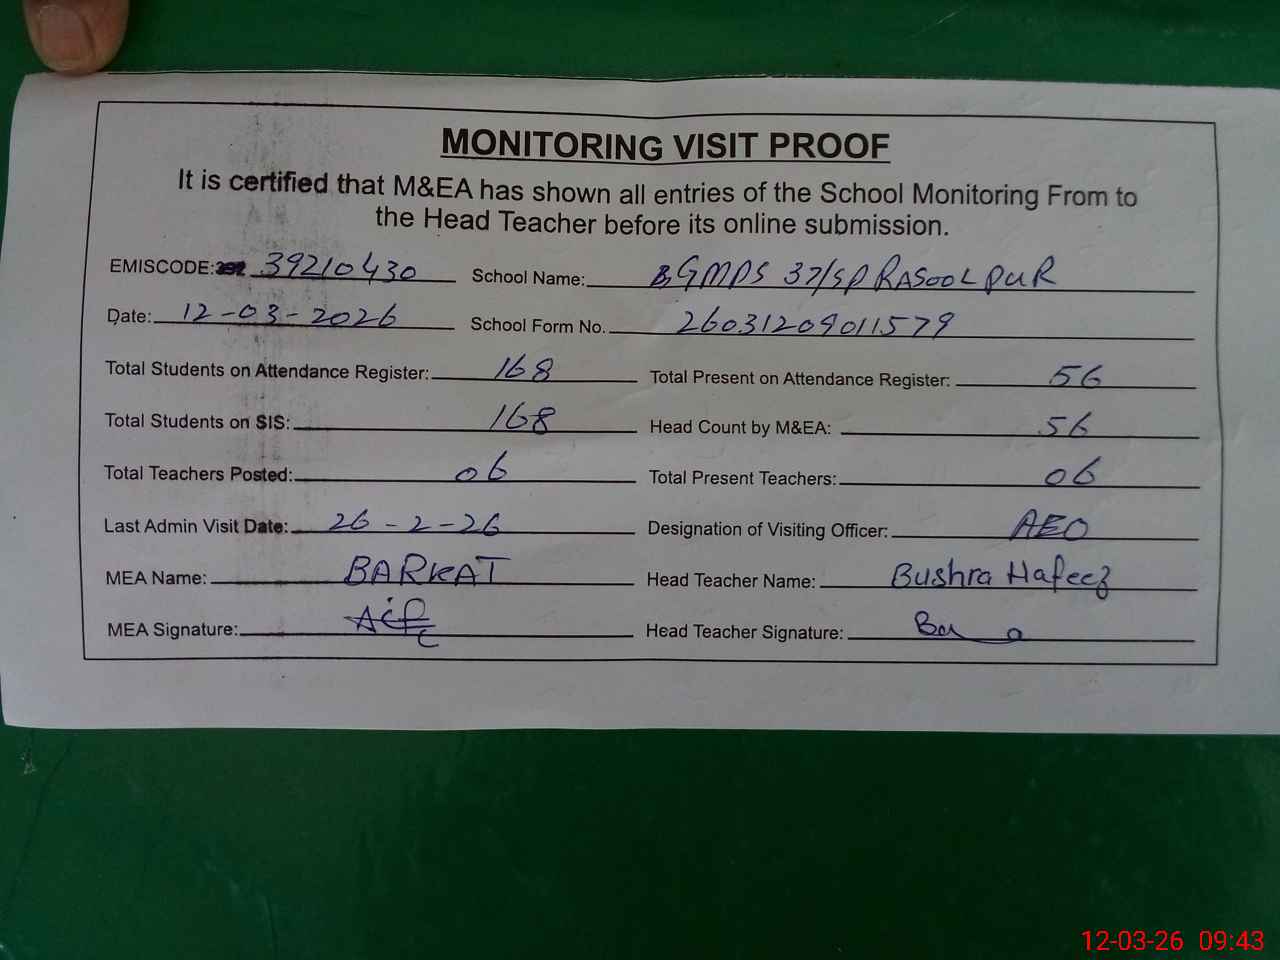 MONITORING VISIT PROOF
It is certified that M&EA has shown all entries of the School Monitoring From to
the Head Teacher before its online submission.
EMISCODE: 39210430 School Name: GMPS 37/SP RASOOLPUR
Date: 12-03-2026 School Form No. 26031209011579
Total Students on Attendance Register: 168 Total Present on Attendance Register: 56
Total Students on SIS: 168 Head Count by M&EA: 56
Total Teachers Posted: 06 Total Present Teachers: 06
Last Admin Visit Date: 26-2-26 Designation of Visiting Officer: AEO
MEA Name: BARKAT Head Teacher Name: Bushra Hafeez
MEA Signature: Head Teacher Signature:
12-03-26 09:43